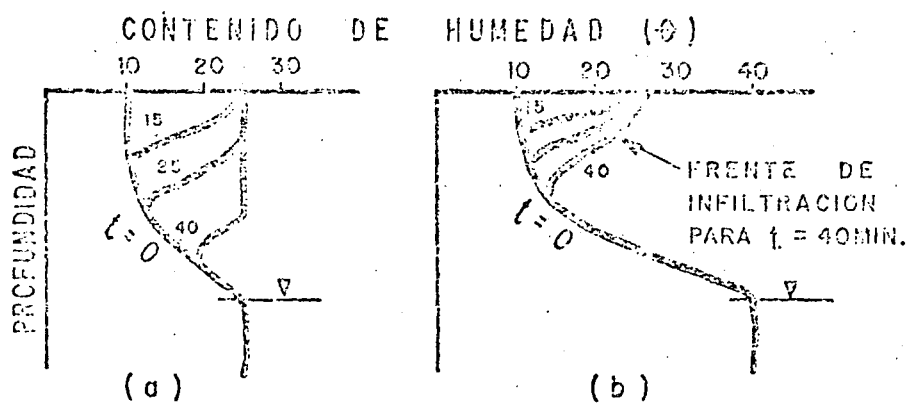 CONTENIDO DE HUMEDAD (θ)
10 20 30
10 20 30 40
PROFUNDIDAD
15
25
40
t=0
15
40
t=0
FRENTE DE
INFILTRACION
PARA t = 40MIN.
(a)
(b)